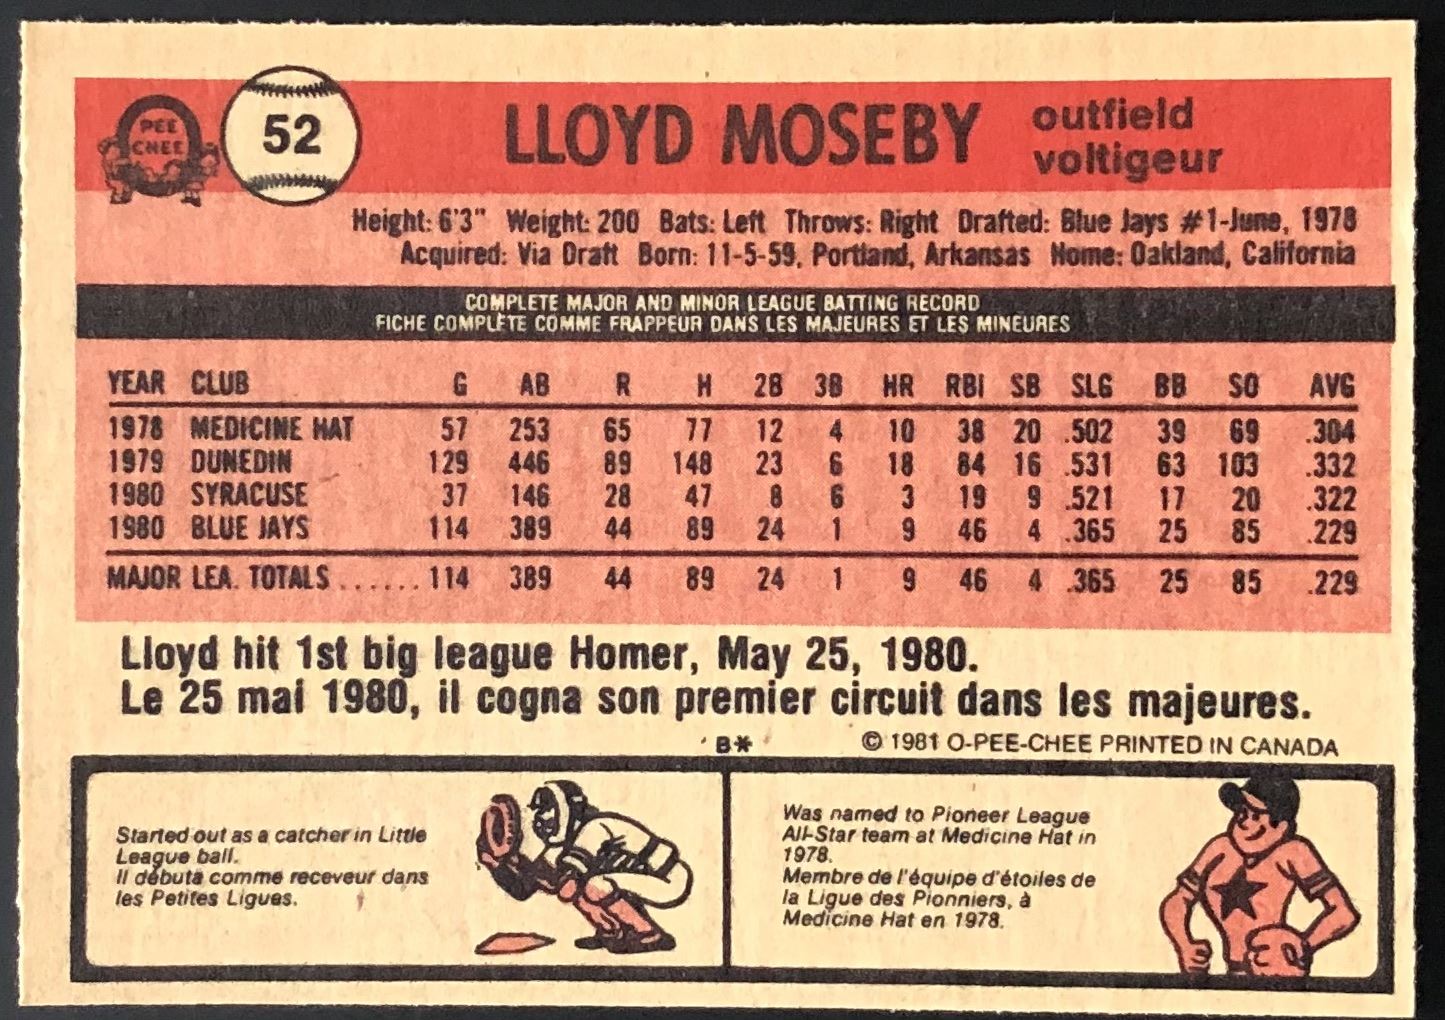 PEE
CHEE
52
LLOYD MOSEBY
outfield
voltigeur
Height: 6'3" Weight: 200 Bats: Left Throws: Right Drafted: Blue Jays #1-June, 1978
Acquired: Via Draft Born: 11-5-59, Portland, Arkansas Home: Oakland, California
COMPLETE MAJOR AND MINOR LEAGUE BATTING RECORD
FICHE COMPLÈTE COMME FRAPPEUR DANS LES MAJEURES ET LES MINEURES
YEAR CLUB G AB R H 2B 3B HR RBI SB SLG BB SO AVG
1978 MEDICINE HAT 57 253 65 77 12 4 10 38 20 .502 39 69 .304
1979 DUNEDIN 129 446 89 148 23 6 18 84 16 .531 63 103 .332
1980 SYRACUSE 37 146 28 47 8 6 3 19 9 .521 17 20 .322
1980 BLUE JAYS 114 389 44 89 24 1 9 46 4 .365 25 85 .229
MAJOR LEA. TOTALS ...... 114 389 44 89 24 1 9 46 4 .365 25 85 .229
Lloyd hit 1st big league Homer, May 25, 1980.
Le 25 mai 1980, il cogna son premier circuit dans les majeures.
B* © 1981 O-PEE-CHEE PRINTED IN CANADA
Started out as a catcher in Little
League ball.
Il débuta comme receveur dans
les Petites Ligues.
Was named to Pioneer League
All-Star team at Medicine Hat in
1978.
Membre de l'équipe d'étoiles de
la Ligue des Pionniers, à
Medicine Hat en 1978.